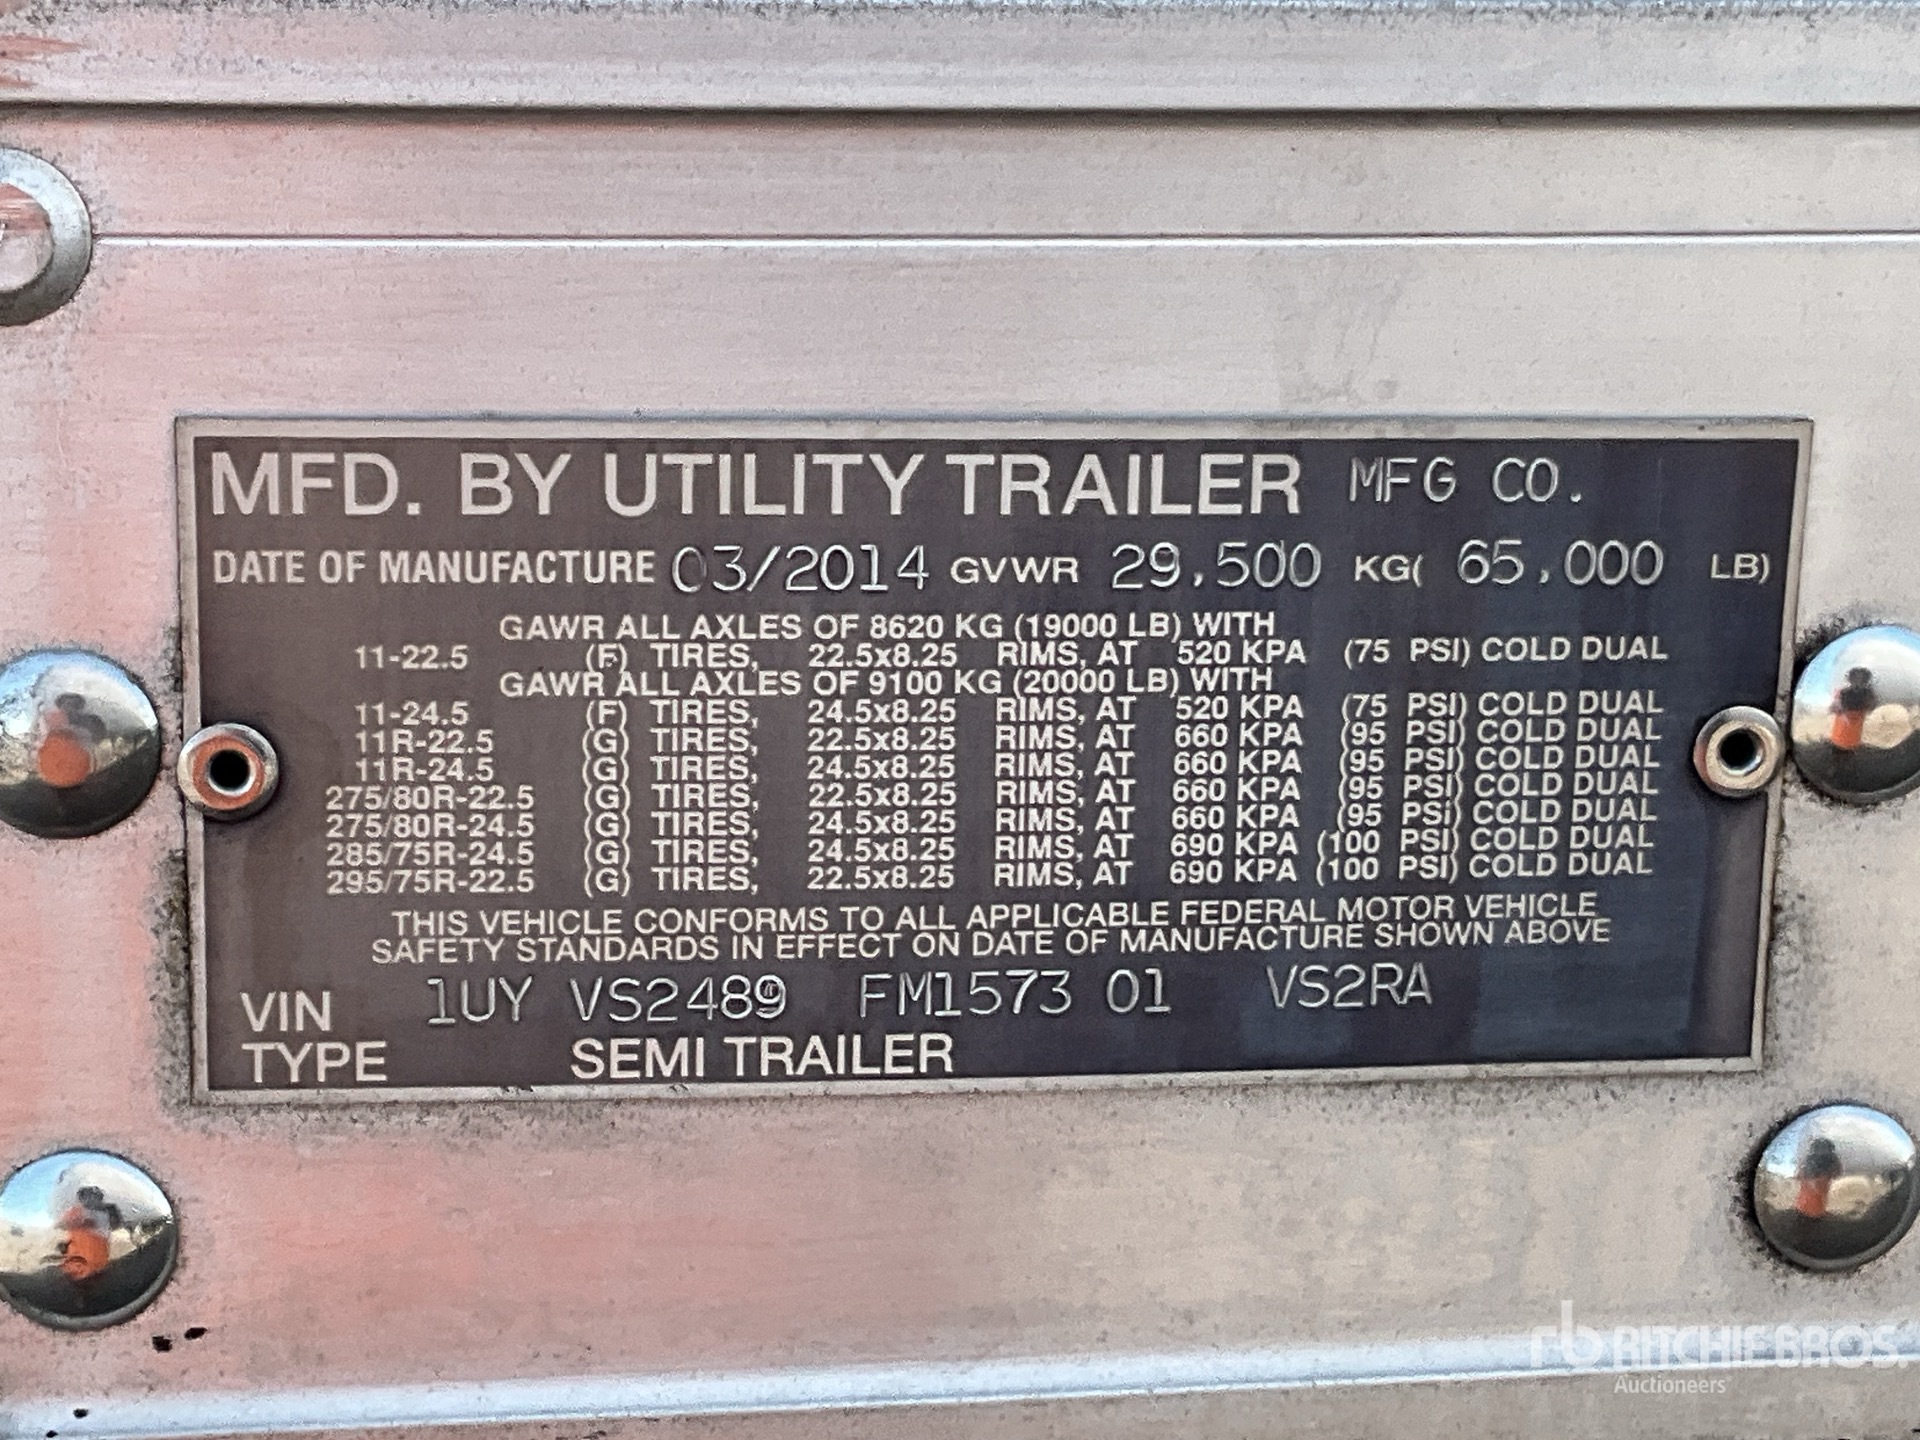 MFD. BY UTILITY TRAILER MFG CO.
DATE OF MANUFACTURE 03/2014 GVWR 29,500 KG( 65,000 LB)
GAWR ALL AXLES OF 8620 KG (19000 LB) WITH
11-22.5 (F) TIRES, 22.5x8.25 RIMS, AT 520 KPA (75 PSI) COLD DUAL
GAWR ALL AXLES OF 9100 KG (20000 LB) WITH
11-24.5 (F) TIRES, 24.5x8.25 RIMS, AT 520 KPA (75 PSI) COLD DUAL
11R-22.5 (G) TIRES, 22.5x8.25 RIMS, AT 660 KPA (95 PSI) COLD DUAL
11R-24.5 (G) TIRES, 24.5x8.25 RIMS, AT 660 KPA (95 PSI) COLD DUAL
275/80R-22.5 (G) TIRES, 22.5x8.25 RIMS, AT 660 KPA (95 PSI) COLD DUAL
275/80R-24.5 (G) TIRES, 24.5x8.25 RIMS, AT 660 KPA (95 PSI) COLD DUAL
285/75R-24.5 (G) TIRES, 24.5x8.25 RIMS, AT 690 KPA (100 PSI) COLD DUAL
295/75R-22.5 (G) TIRES, 22.5x8.25 RIMS, AT 690 KPA (100 PSI) COLD DUAL
THIS VEHICLE CONFORMS TO ALL APPLICABLE FEDERAL MOTOR VEHICLE
SAFETY STANDARDS IN EFFECT ON DATE OF MANUFACTURE SHOWN ABOVE
VIN 1UY VS2489 FM1573 01 VS2RA
TYPE SEMI TRAILER
rb RITCHIE BROS.
Auctioneers